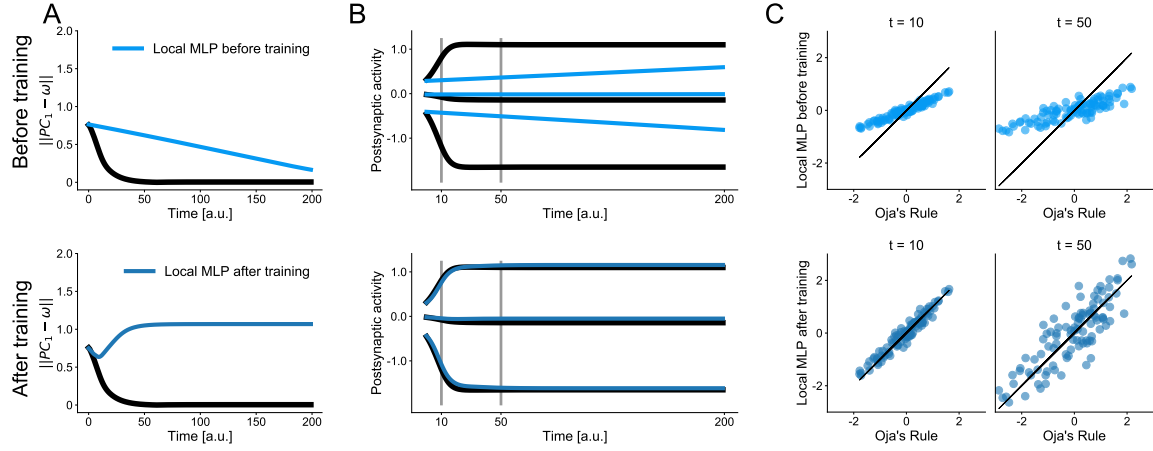 A
B
C
Before training
||PC₁ − ω||
2.0
1.5
1.0
0.5
0
Local MLP before training
0
50
100
150
200
Time [a.u.]
Postsynaptic activity
1.0
0.0
-1.0
10
50
200
Time [a.u.]
t = 10
t = 50
Local MLP before training
2
0
-2
-2
0
2
-2
0
2
Oja's Rule
Oja's Rule
After training
||PC₁ − ω||
2.0
1.5
1.0
0.5
0
Local MLP after training
0
50
100
150
200
Time [a.u.]
Postsynaptic activity
1.0
0.0
-1.0
10
50
200
Time [a.u.]
t = 10
t = 50
Local MLP after training
2
0
-2
-2
0
2
-2
0
2
Oja's Rule
Oja's Rule